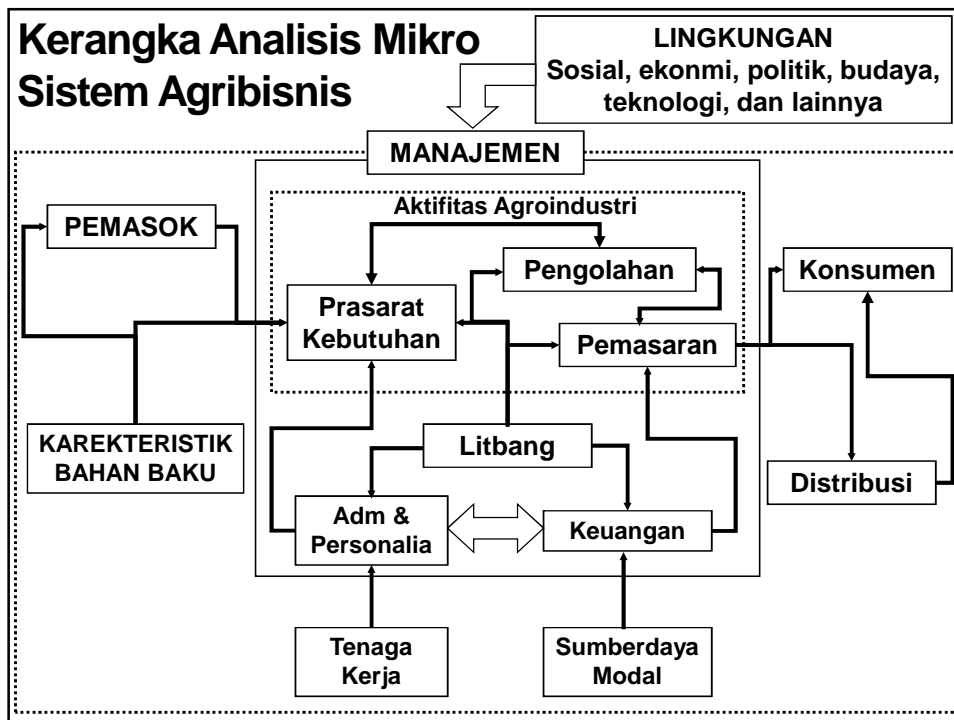 Kerangka Analisis Mikro
Sistem Agribisnis
LINGKUNGAN
Sosial, ekonmi, politik, budaya,
teknologi, dan lainnya
MANAJEMEN
Aktifitas Agroindustri
PEMASOK
Pengolahan
Konsumen
Prasarat
Kebutuhan
Pemasaran
KAREKTERISTIK
BAHAN BAKU
Litbang
Distribusi
Adm &
Personalia
Keuangan
Tenaga
Kerja
Sumberdaya
Modal